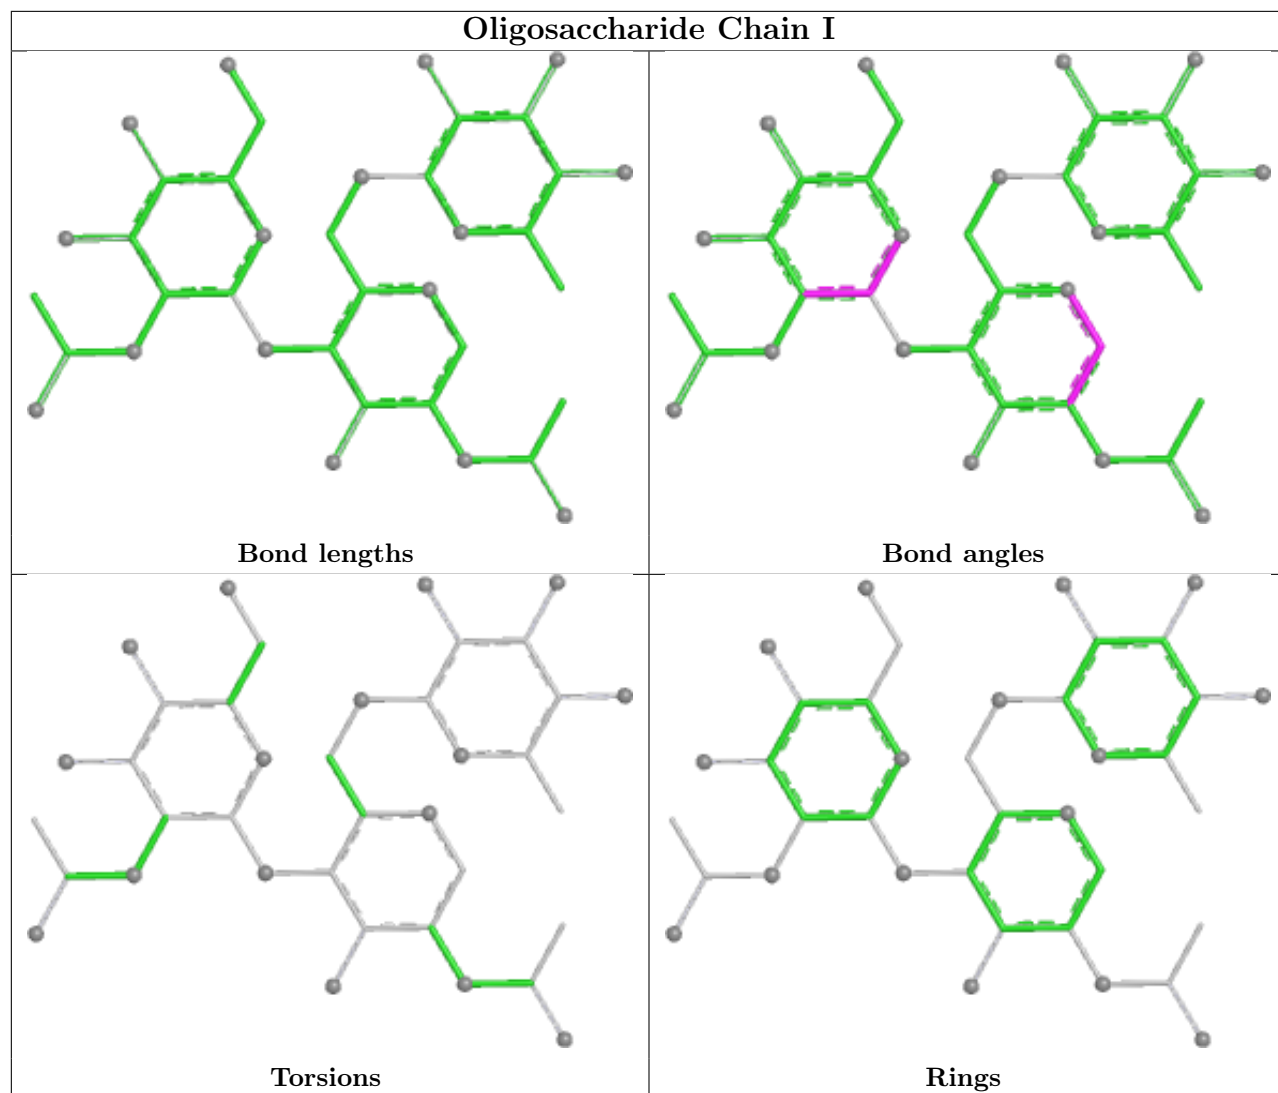 Oligosaccharide Chain I
Bond lengths
Bond angles
Torsions
Rings